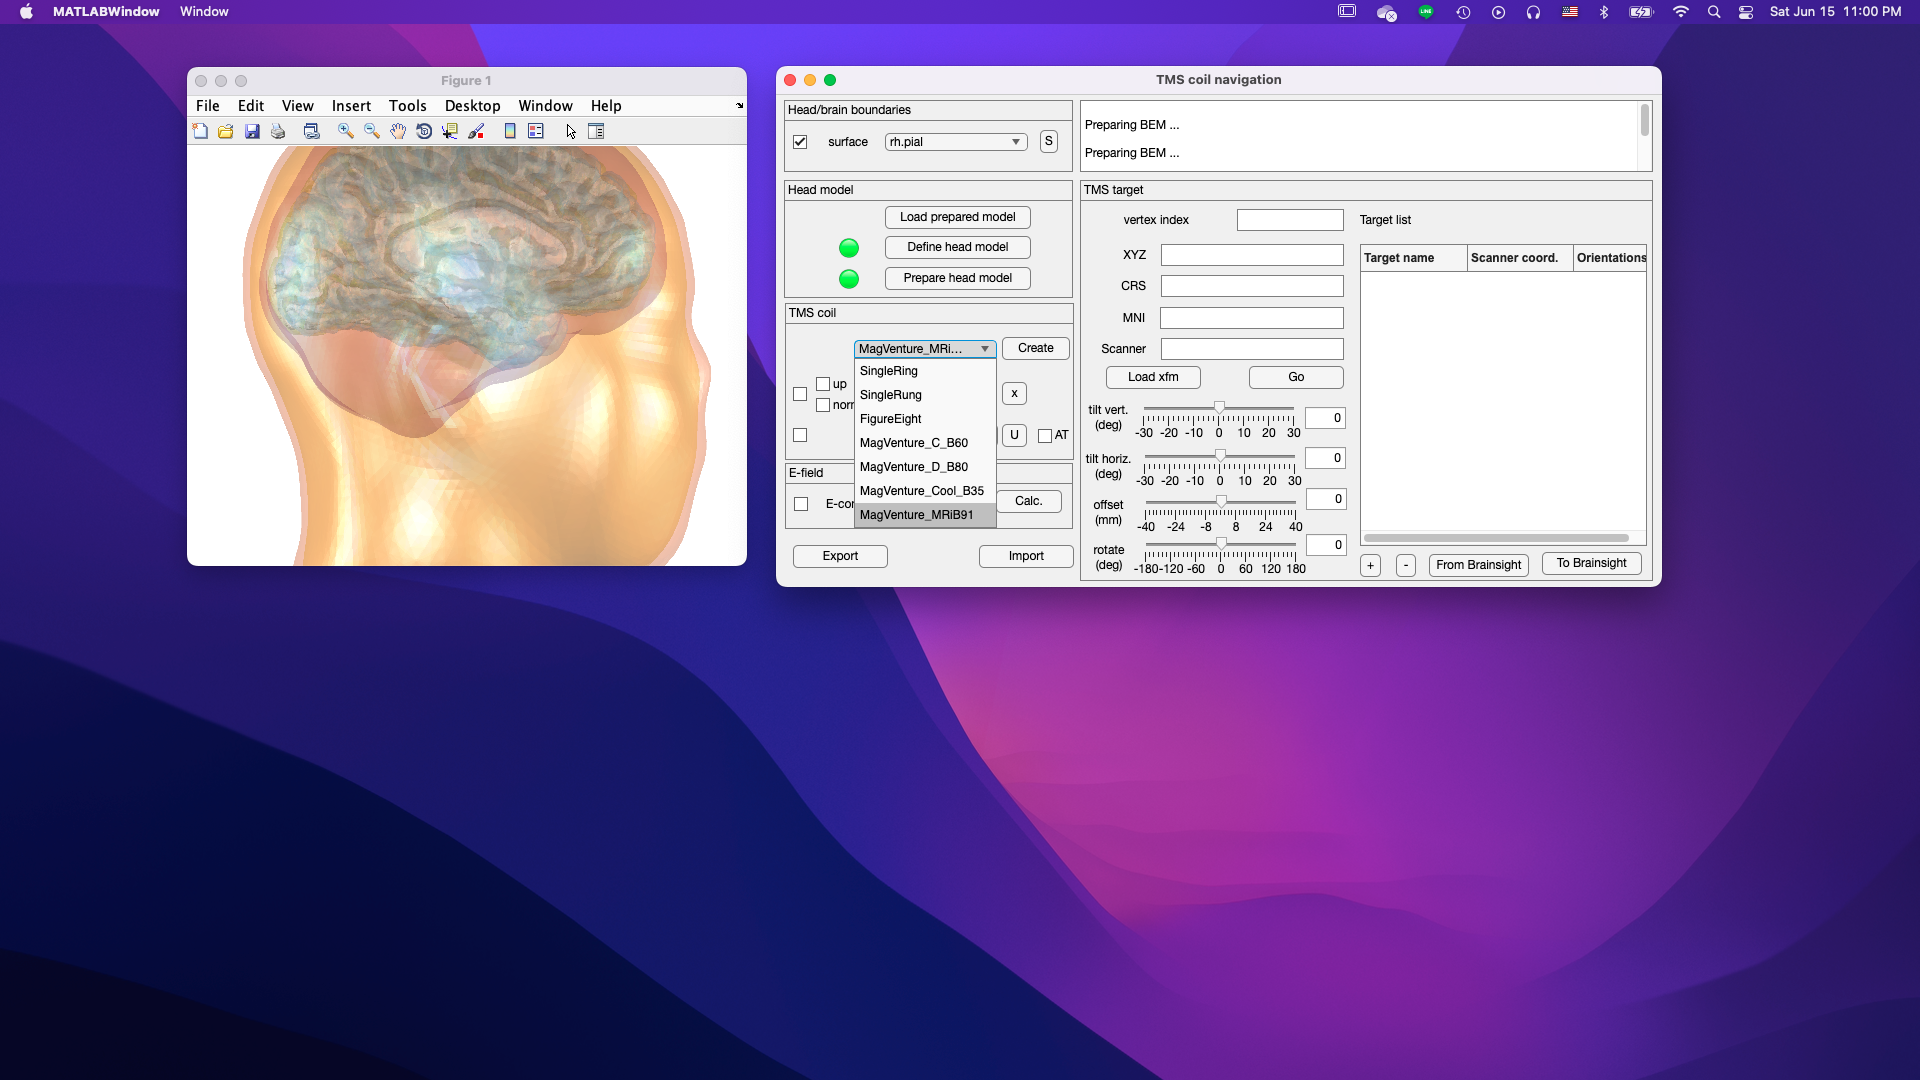 MATLABWindow Window
LINE
Sat Jun 15 11:00 PM
Figure 1
File Edit View Insert Tools Desktop Window Help
TMS coil navigation
Head/brain boundaries
surface rh.pial S
Preparing BEM ...
Preparing BEM ...
Head model
Load prepared model
Define head model
Prepare head model
TMS coil
MagVenture_MRi... Create
SingleRing
SingleRung
FigureEight
MagVenture_C_B60
MagVenture_D_B80
MagVenture_Cool_B35
MagVenture_MRiB91
up
x
U AT
E-field
Calc.
Export Import
TMS target
vertex index
XYZ
CRS
MNI
Scanner
Load xfm Go
tilt vert.
(deg)
0
-30 -20 -10 0 10 20 30
tilt horiz.
(deg)
0
-30 -20 -10 0 10 20 30
offset
(mm)
0
-40 -24 -8 8 24 40
rotate
(deg)
0
-180 -120 -60 0 60 120 180
Target list
Target name Scanner coord. Orientations
+ - From Brainsight To Brainsight